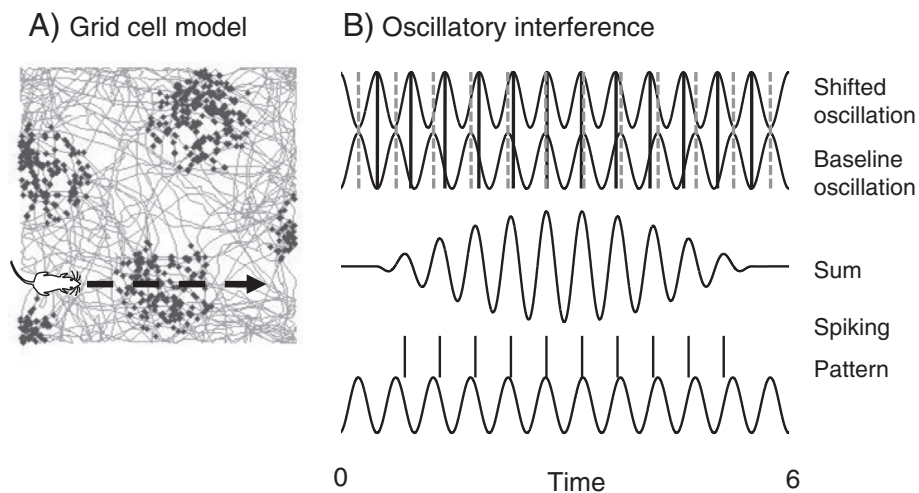 A) Grid cell model
B) Oscillatory interference
Shifted
oscillation
Baseline
oscillation
Sum
Spiking
Pattern
0
Time
6